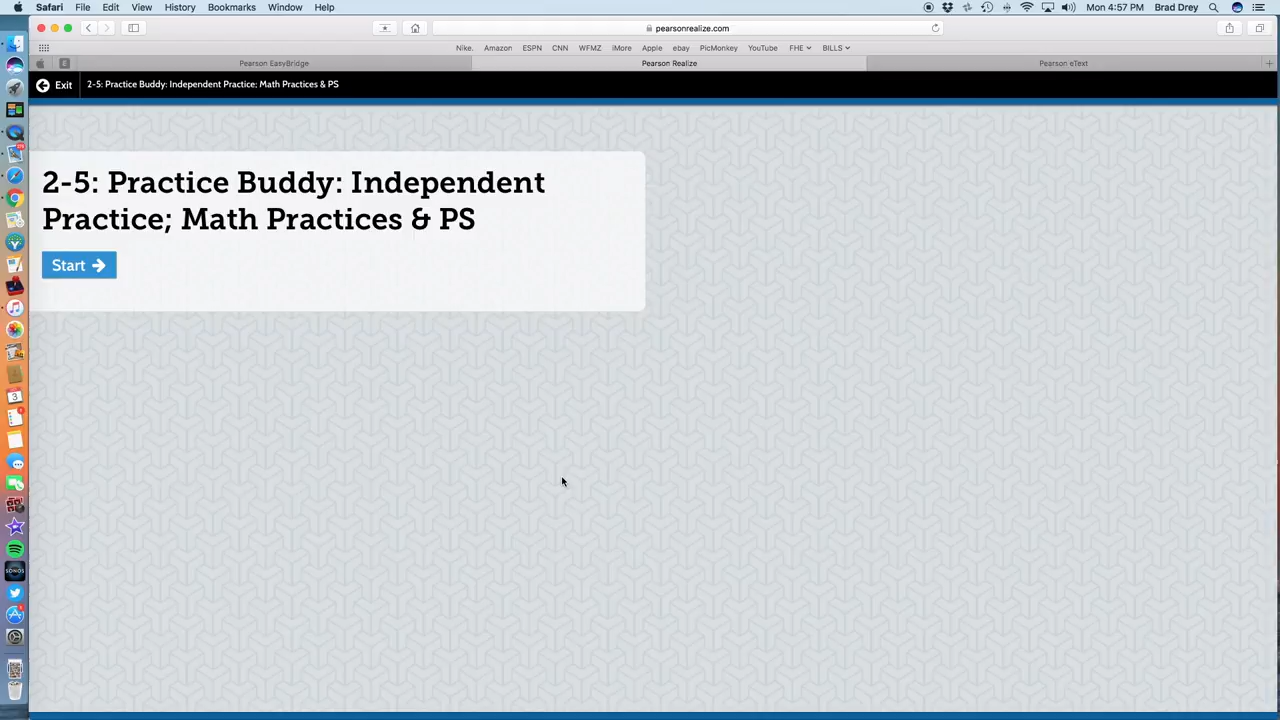 Safari File Edit View History Bookmarks Window Help Mon 4:57 PM Brad Drey
pearsonrealize.com
Nike. Amazon ESPN CNN WFMZ iMore Apple ebay PicMonkey YouTube FHE BILLS
Pearson EasyBridge Pearson Realize Pearson eText
Exit 2-5: Practice Buddy: Independent Practice; Math Practices & PS
2-5: Practice Buddy: Independent
Practice; Math Practices & PS
Start
3
SONOS